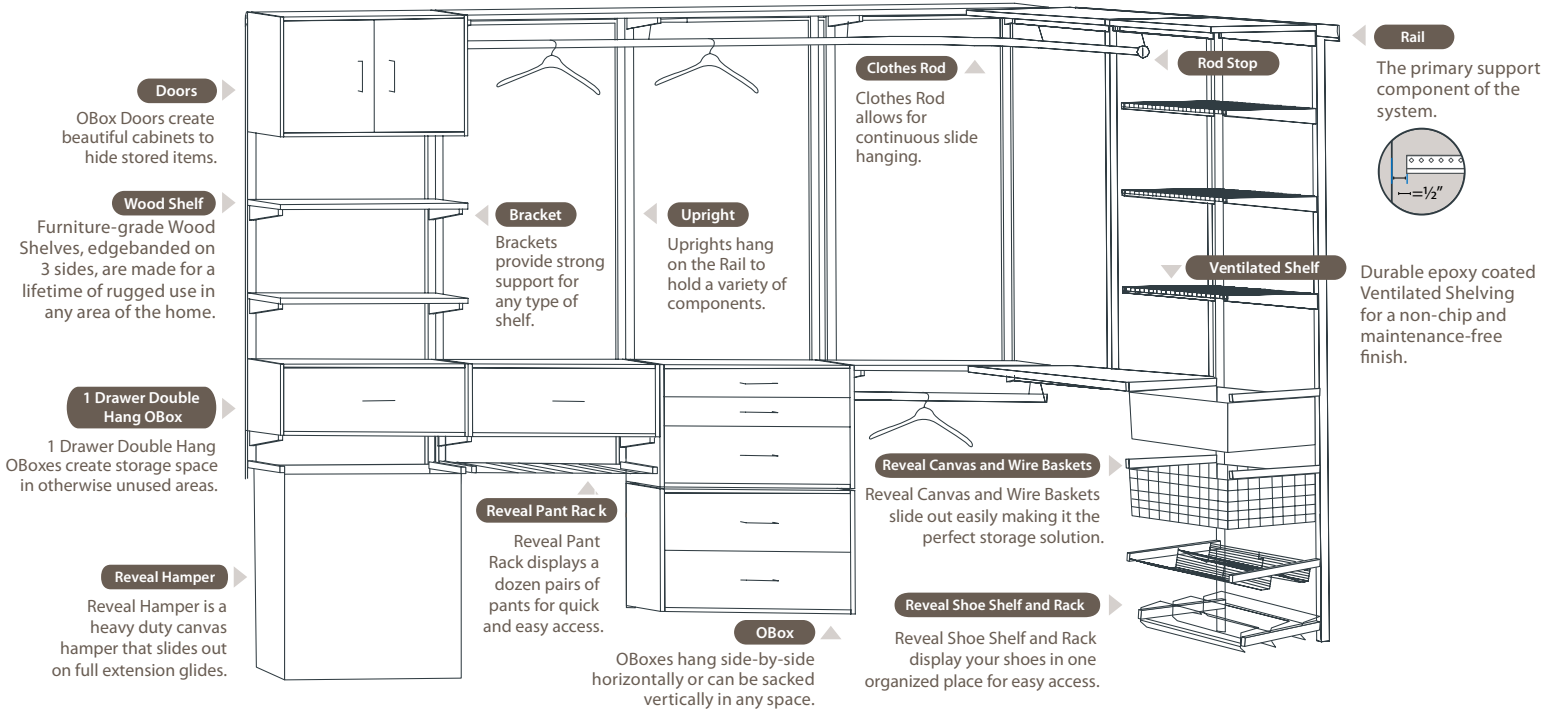 Doors
OBox Doors create
beautiful cabinets to
hide stored items.
Wood Shelf
Furniture-grade Wood
Shelves, edgebanded on
3 sides, are made for a
lifetime of rugged use in
any area of the home.
1 Drawer Double
Hang OBox
1 Drawer Double Hang
OBoxes create storage space
in otherwise unused areas.
Reveal Hamper
Reveal Hamper is a
heavy duty canvas
hamper that slides out
on full extension glides.
Bracket
Brackets
provide strong
support for
any type of
shelf.
Reveal Pant Rack
Reveal Pant
Rack displays a
dozen pairs of
pants for quick
and easy access.
Upright
Uprights hang
on the Rail to
hold a variety of
components.
OBox
OBoxes hang side-by-side
horizontally or can be sacked
vertically in any space.
Clothes Rod
Clothes Rod
allows for
continuous slide
hanging.
Reveal Canvas and Wire Baskets
Reveal Canvas and Wire Baskets
slide out easily making it the
perfect storage solution.
Reveal Shoe Shelf and Rack
Reveal Shoe Shelf and Rack
display your shoes in one
organized place for easy access.
Rod Stop
Rail
The primary support
component of the
system.
=½"
Ventilated Shelf
Durable epoxy coated
Ventilated Shelving
for a non-chip and
maintenance-free
finish.